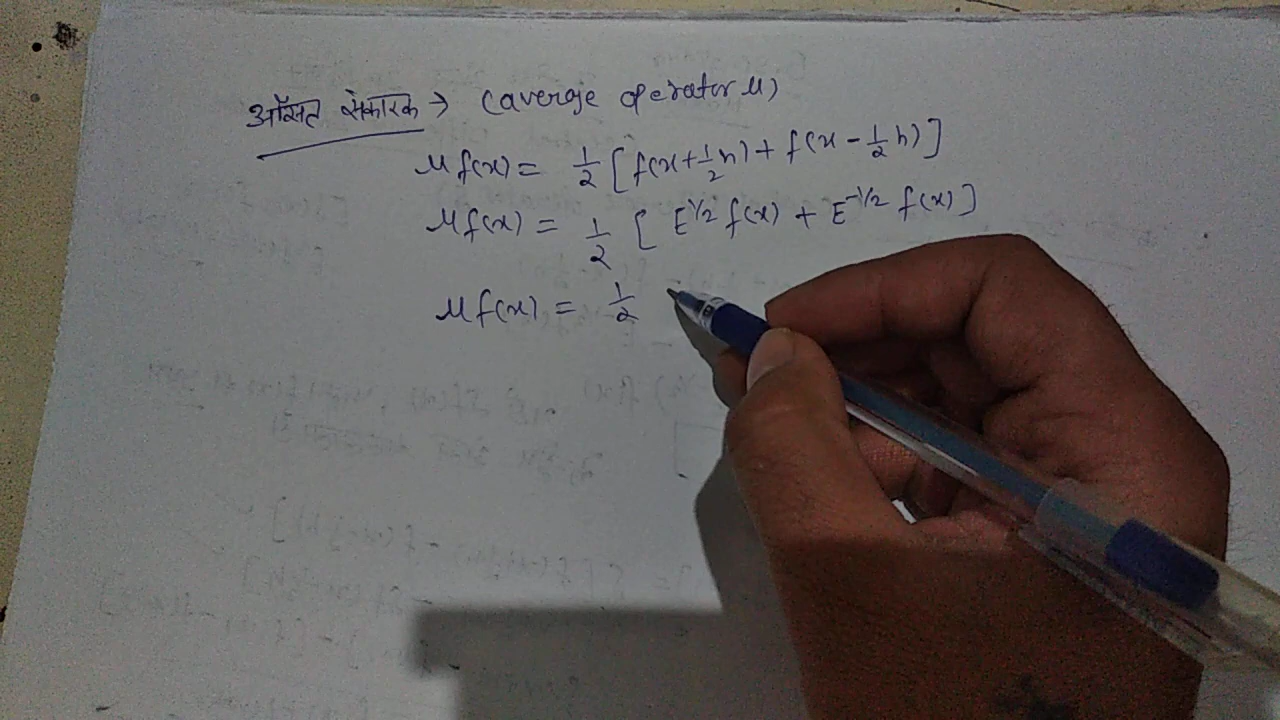 औसत संकारक → (average operator μ)
μ f(x) = 1/2 [f(x+1/2h) + f(x-1/2h)]
μf(x) = 1/2 [E^1/2 f(x) + E^-1/2 f(x)]
μf(x) = 1/2